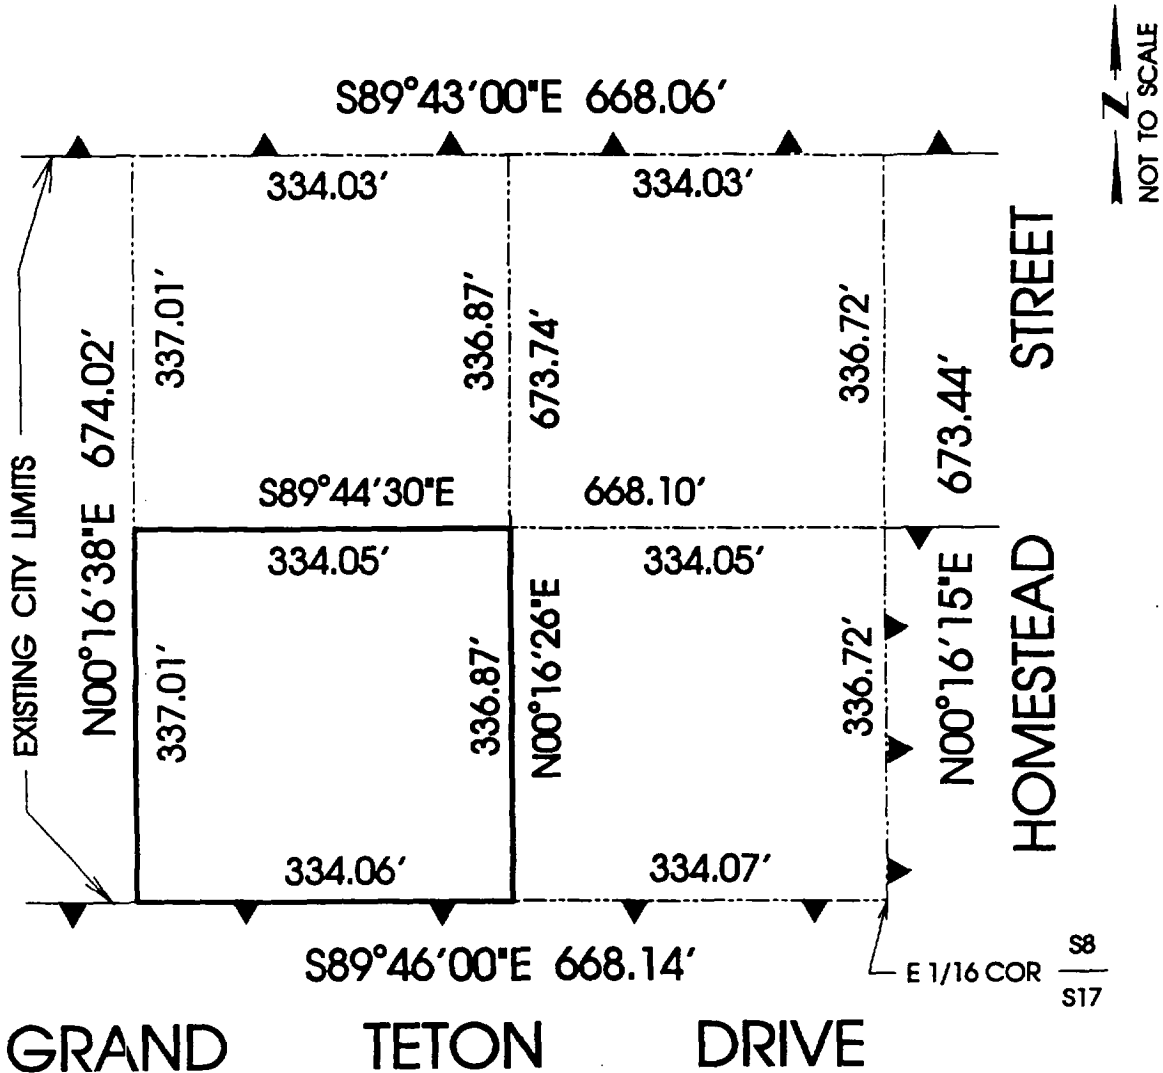 S89°43'00"E 668.06'
N
NOT TO SCALE
334.03'
334.03'
337.01'
336.87'
673.74'
336.72'
STREET
N00°16'38"E 674.02'
673.44'
EXISTING CITY LIMITS
S89°44'30"E 668.10'
334.05'
334.05'
337.01'
336.87'
N00°16'26"E
336.72'
N00°16'15"E
HOMESTEAD
334.06'
334.07'
S89°46'00"E 668.14'
E 1/16 COR
S8
S17
GRAND TETON DRIVE